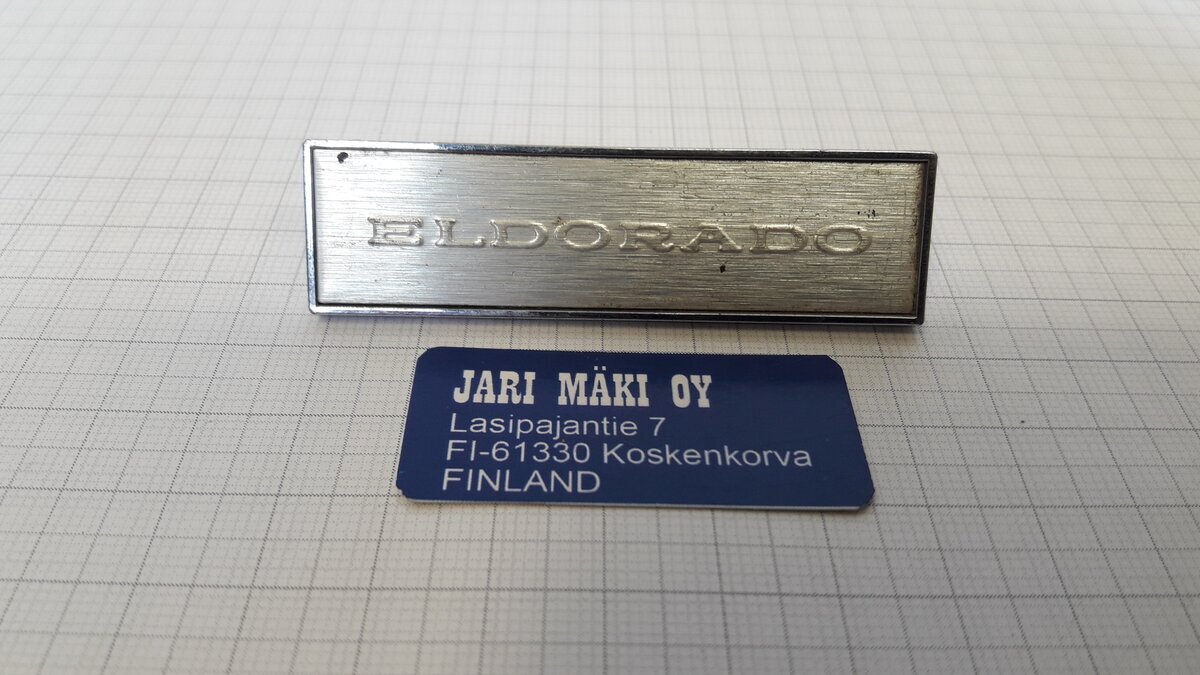 ELDORADO
JARI MÄKI OY
Lasipajantie 7
FI-61330 Koskenkorva
FINLAND